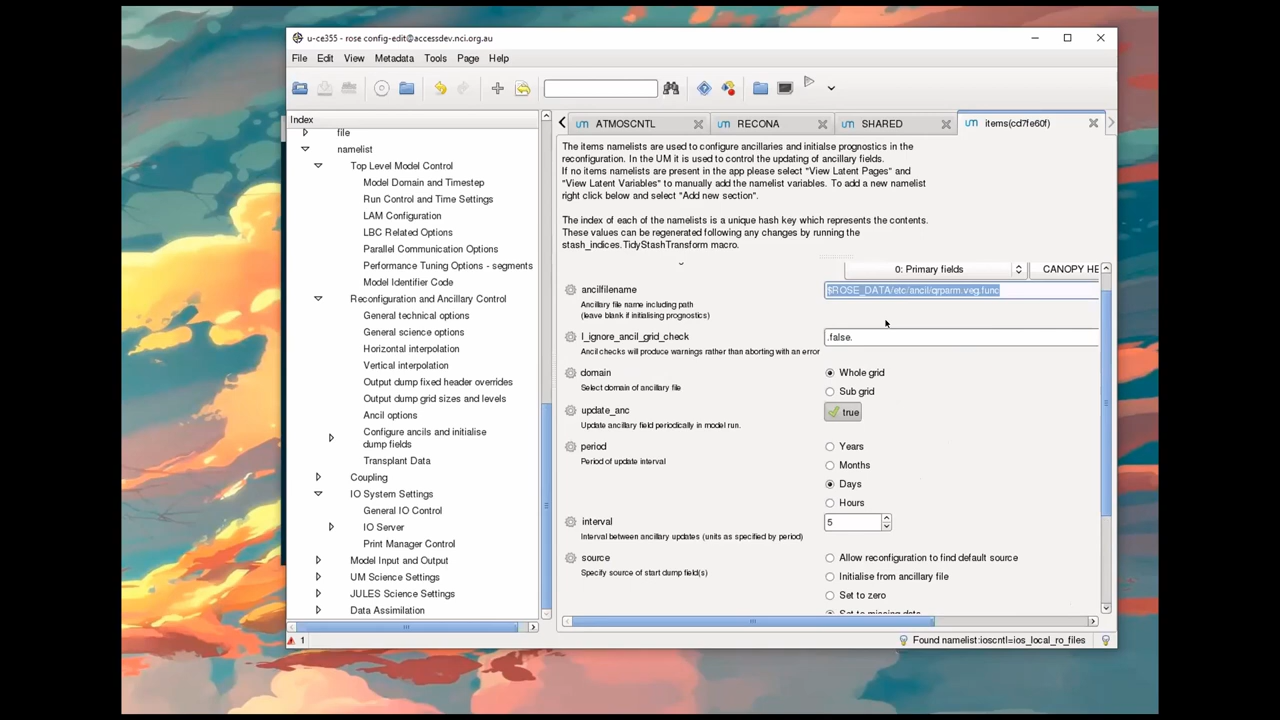 u-ce355 - rose config-edit@accessdev.nci.org.au
File Edit View Metadata Tools Page Help
Index
file
namelist
Top Level Model Control
Model Domain and Timestep
Run Control and Time Settings
LAM Configuration
LBC Related Options
Parallel Communication Options
Performance Tuning Options - segments
Model Identifier Code
Reconfiguration and Ancillary Control
General technical options
General science options
Horizontal interpolation
Vertical interpolation
Output dump fixed header overrides
Output dump grid sizes and levels
Ancil options
Configure ancils and initialise
dump fields
Transplant Data
Coupling
IO System Settings
General IO Control
IO Server
Print Manager Control
Model Input and Output
UM Science Settings
JULES Science Settings
Data Assimilation
1
um ATMOSCNTL um RECONA um SHARED um items(cd7fe60f)
The items namelists are used to configure ancillaries and initialse prognostics in the
reconfiguration. In the UM it is used to control the updating of ancillary fields.
If no items namelists are present in the app please select "View Latent Pages" and
"View Latent Variables" to manually add the namelist variables. To add a new namelist
right click below and select "Add new section".
The index of each of the namelists is a unique hash key which represents the contents.
These values can be regenerated following any changes by running the
stash_indices.TidyStashTransform macro.
0: Primary fields CANOPY HE
ancilfilename $ROSE_DATA/etc/ancil/qrparm.veg.func
Ancillary file name including path
(leave blank if initialising prognostics)
l_ignore_ancil_grid_check .false.
Ancil checks will produce warnings rather than aborting with an error
domain Whole grid
Select domain of ancillary file Sub grid
update_anc true
Update ancillary field periodically in model run.
period Years
Period of update interval Months
Days
Hours
interval 5
Interval between ancillary updates (units as specified by period)
source Allow reconfiguration to find default source
Specify source of start dump field(s) Initialise from ancillary file
Set to zero
Set to missing data
Found namelist:ioscntl=ios_local_ro_files